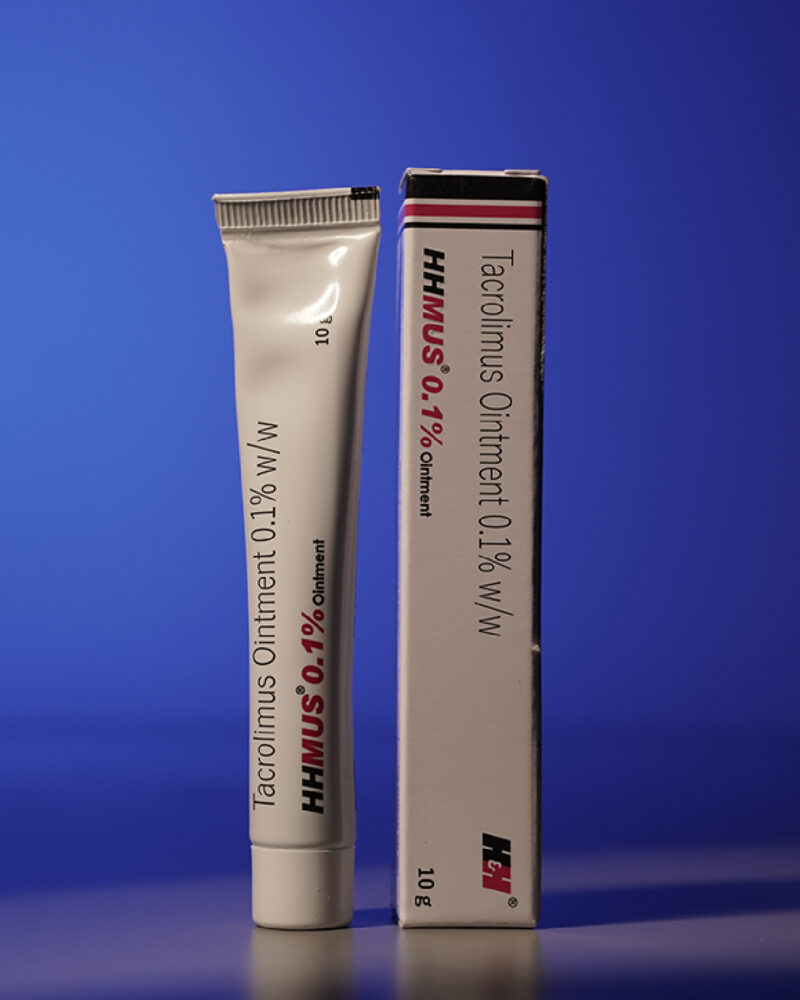 Tacrolimus Ointment 0.1% w/w
HHMUS® 0.1% Ointment
10 g
Tacrolimus Ointment 0.1% w/w
HHMUS® 0.1% Ointment
10 g
H&H®